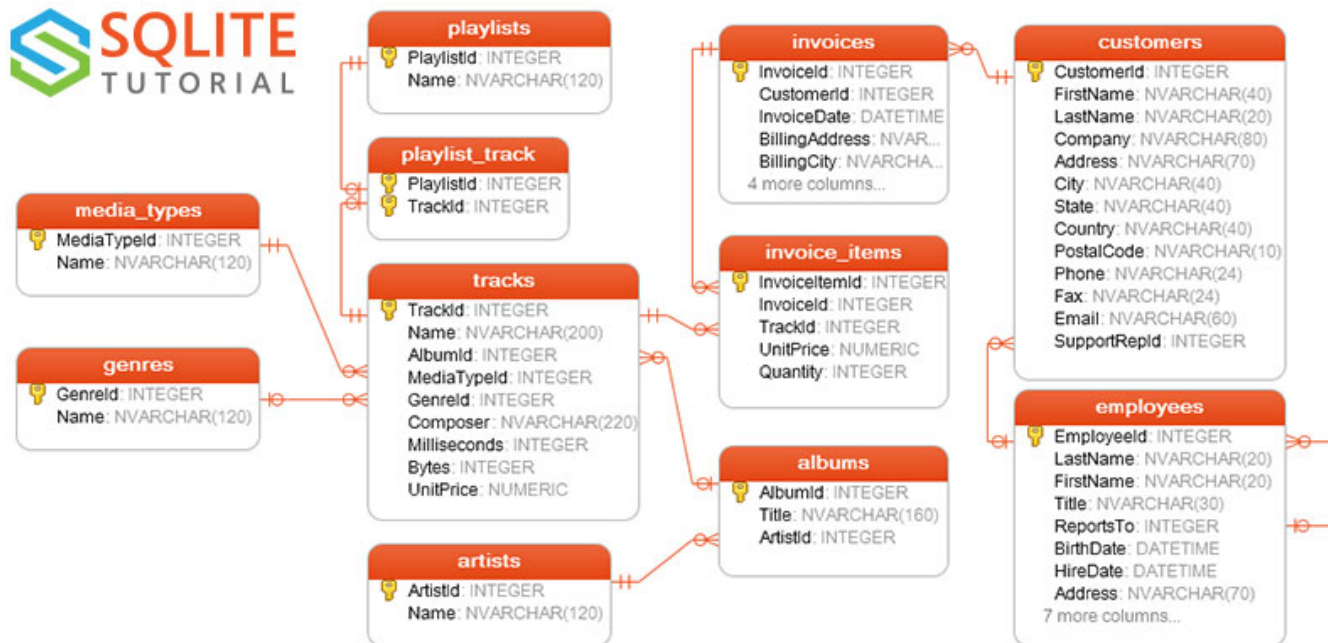 SQLITE
TUTORIAL
playlists
PlaylistId: INTEGER
Name: NVARCHAR(120)
playlist_track
PlaylistId: INTEGER
TrackId: INTEGER
media_types
MediaTypeId: INTEGER
Name: NVARCHAR(120)
genres
GenreId: INTEGER
Name: NVARCHAR(120)
tracks
TrackId: INTEGER
Name: NVARCHAR(200)
AlbumId: INTEGER
MediaTypeId: INTEGER
GenreId: INTEGER
Composer: NVARCHAR(220)
Milliseconds: INTEGER
Bytes: INTEGER
UnitPrice: NUMERIC
artists
ArtistId: INTEGER
Name: NVARCHAR(120)
invoices
InvoiceId: INTEGER
CustomerId: INTEGER
InvoiceDate: DATETIME
BillingAddress: NVAR...
BillingCity: NVARCHA...
4 more columns...
invoice_items
InvoiceItemId: INTEGER
InvoiceId: INTEGER
TrackId: INTEGER
UnitPrice: NUMERIC
Quantity: INTEGER
albums
AlbumId: INTEGER
Title: NVARCHAR(160)
ArtistId: INTEGER
customers
CustomerId: INTEGER
FirstName: NVARCHAR(40)
LastName: NVARCHAR(20)
Company: NVARCHAR(80)
Address: NVARCHAR(70)
City: NVARCHAR(40)
State: NVARCHAR(40)
Country: NVARCHAR(40)
PostalCode: NVARCHAR(10)
Phone: NVARCHAR(24)
Fax: NVARCHAR(24)
Email: NVARCHAR(60)
SupportRepId: INTEGER
employees
EmployeeId: INTEGER
LastName: NVARCHAR(20)
FirstName: NVARCHAR(20)
Title: NVARCHAR(30)
ReportsTo: INTEGER
BirthDate: DATETIME
HireDate: DATETIME
Address: NVARCHAR(70)
7 more columns...